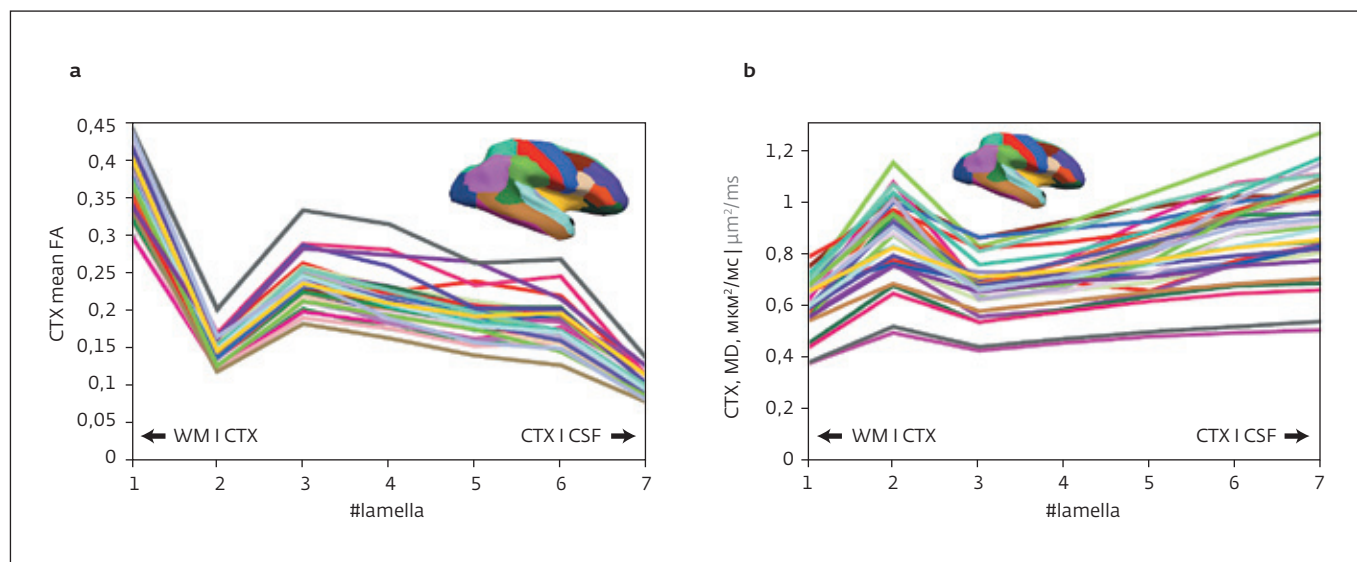 a
CTX mean FA
0,45
0,4
0,35
0,3
0,25
0,2
0,15
0,1
0,05
0
WM I CTX
CTX I CSF
1 2 3 4 5 6 7
#lamella
b
CTX, MD, мкм²/мс | μm²/ms
1,2
1
0,8
0,6
0,4
0,2
0
WM I CTX
CTX I CSF
1 2 3 4 5 6 7
#lamella